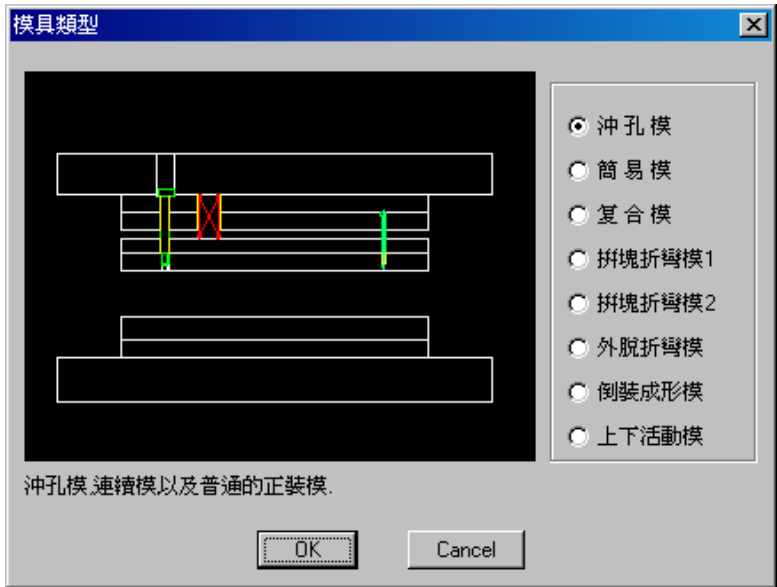 模具類型
沖孔模
簡易模
复合模
拼塊折彎模1
拼塊折彎模2
外脫折彎模
倒裝成形模
上下活動模
沖孔模,連續模以及普通的正裝模.
OK
Cancel